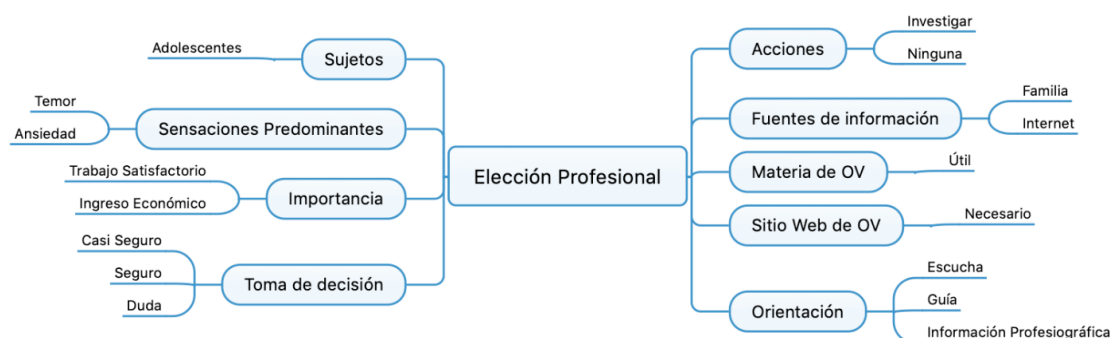 Elección Profesional
Sujetos
Adolescentes
Sensaciones Predominantes
Temor
Ansiedad
Importancia
Trabajo Satisfactorio
Ingreso Económico
Toma de decisión
Casi Seguro
Seguro
Duda
Acciones
Investigar
Ninguna
Fuentes de información
Familia
Internet
Materia de OV
Útil
Sitio Web de OV
Necesario
Orientación
Escucha
Guía
Información Profesiográfica